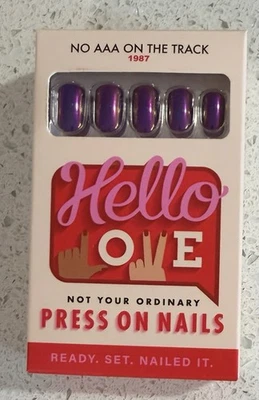 NO AAA ON THE TRACK
1987
Hello
LOVE
NOT YOUR ORDINARY
PRESS ON NAILS
READY. SET. NAILED IT.